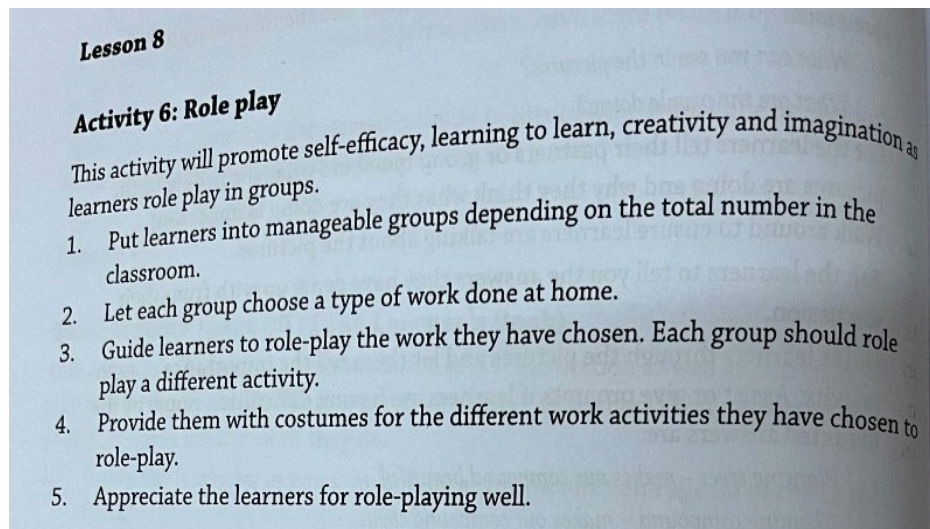 Lesson 8
Activity 6: Role play
This activity will promote self-efficacy, learning to learn, creativity and imagination as
learners role play in groups.
1. Put learners into manageable groups depending on the total number in the
classroom.
2. Let each group choose a type of work done at home.
3. Guide learners to role-play the work they have chosen. Each group should role
play a different activity.
4. Provide them with costumes for the different work activities they have chosen to
role-play.
5. Appreciate the learners for role-playing well.